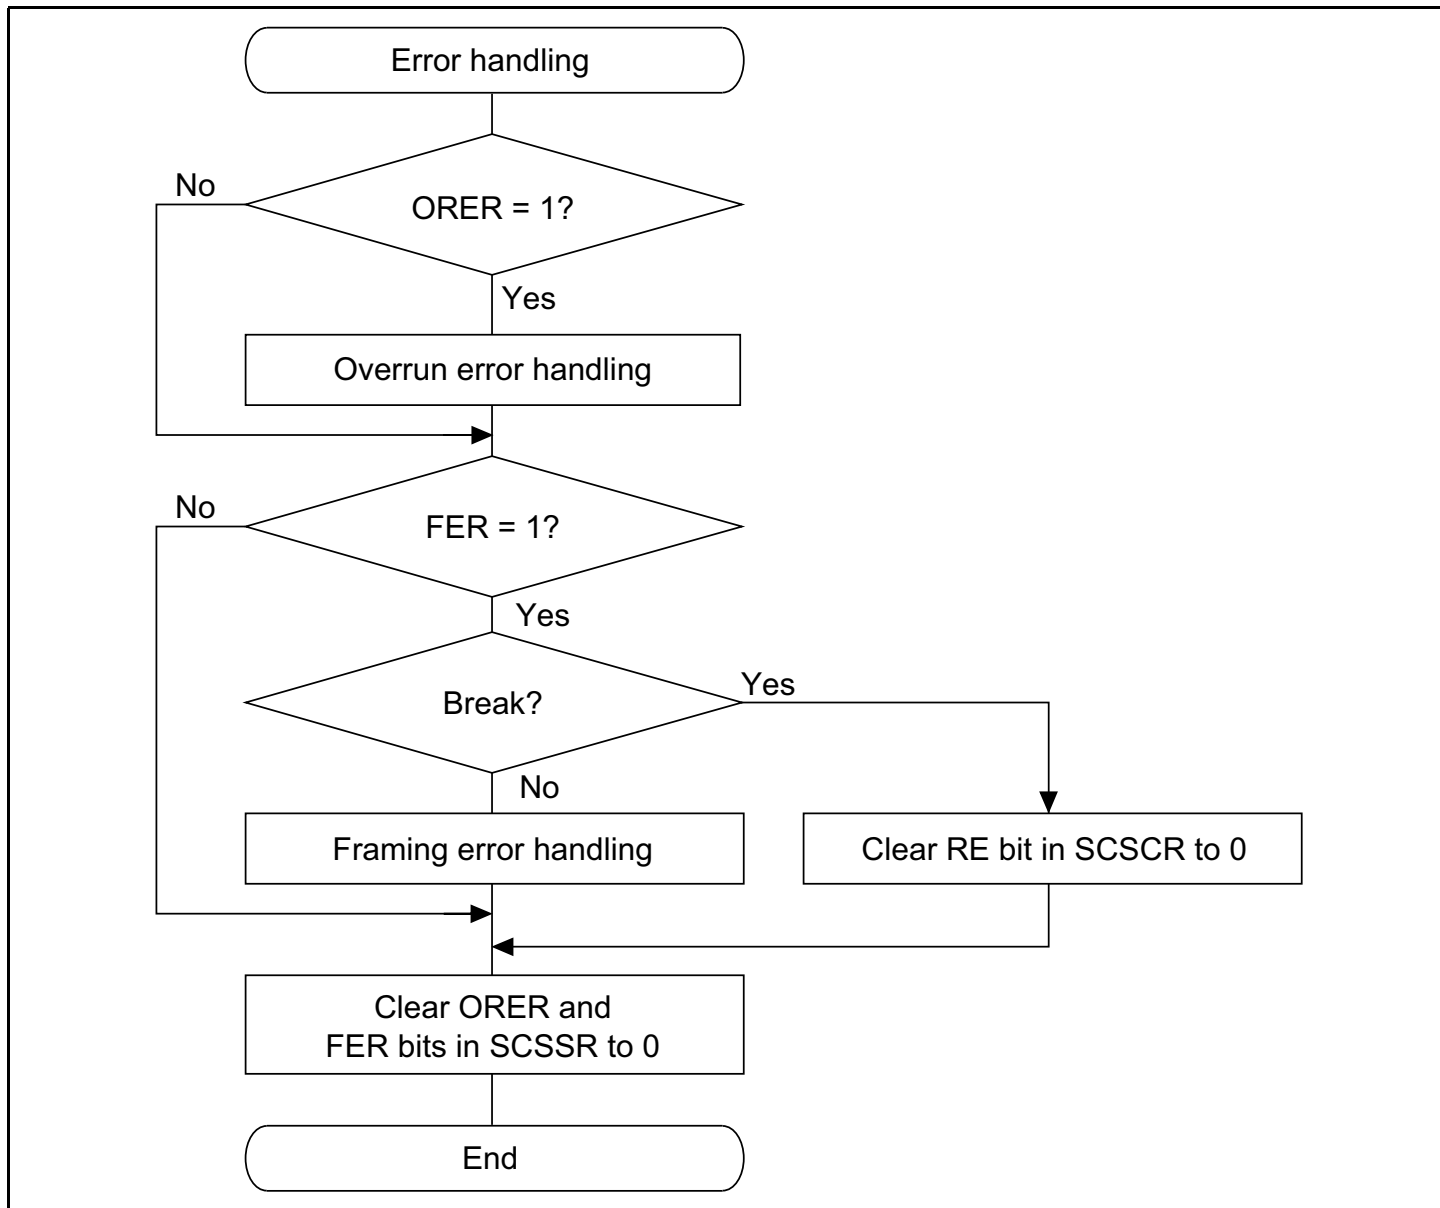 Error handling
No
ORER = 1?
Yes
Overrun error handling
No
FER = 1?
Yes
Break?
Yes
No
Framing error handling
Clear RE bit in SCSCR to 0
Clear ORER and
FER bits in SCSSR to 0
End